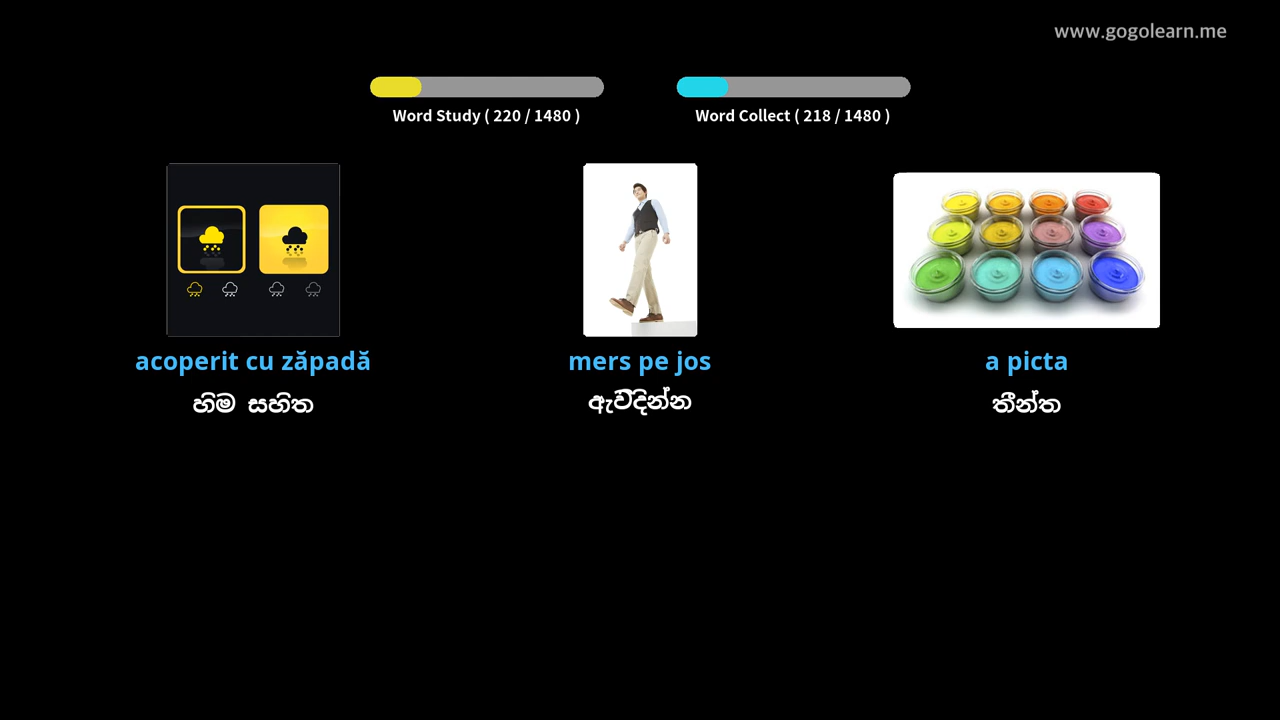 www.gogolearn.me
Word Study ( 220 / 1480 )
Word Collect ( 218 / 1480 )
acoperit cu zăpadă
mers pe jos
a picta
හිම සහිත
ඇවිදින්න
තීන්ත